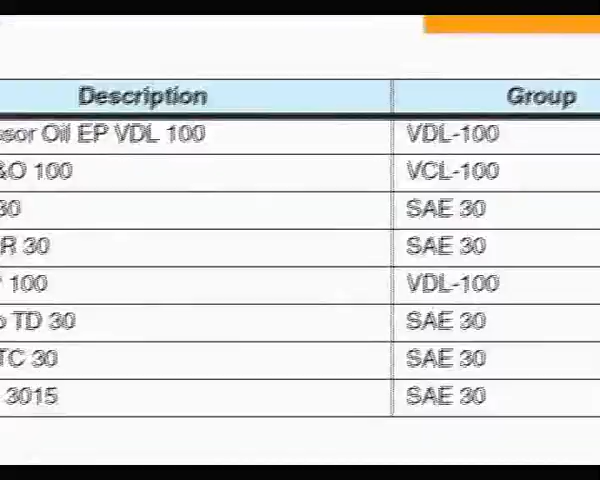 Description Group
Oil EP VDL 100 VDL-100
100 VCL-100
30 SAE 30
R 30 SAE 30
100 VDL-100
TD 30 SAE 30
TC 30 SAE 30
3015 SAE 30